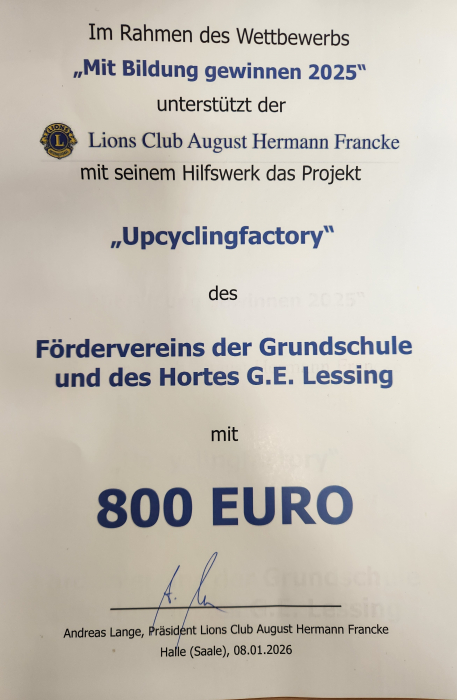 Im Rahmen des Wettbewerbs
„Mit Bildung gewinnen 2025“
unterstützt der
Lions Club August Hermann Francke
mit seinem Hilfswerk das Projekt
„Upcyclingfactory“
des
Fördervereins der Grundschule
und des Hortes G.E. Lessing
mit
800 EURO
Andreas Lange, Präsident Lions Club August Hermann Francke
Halle (Saale), 08.01.2026